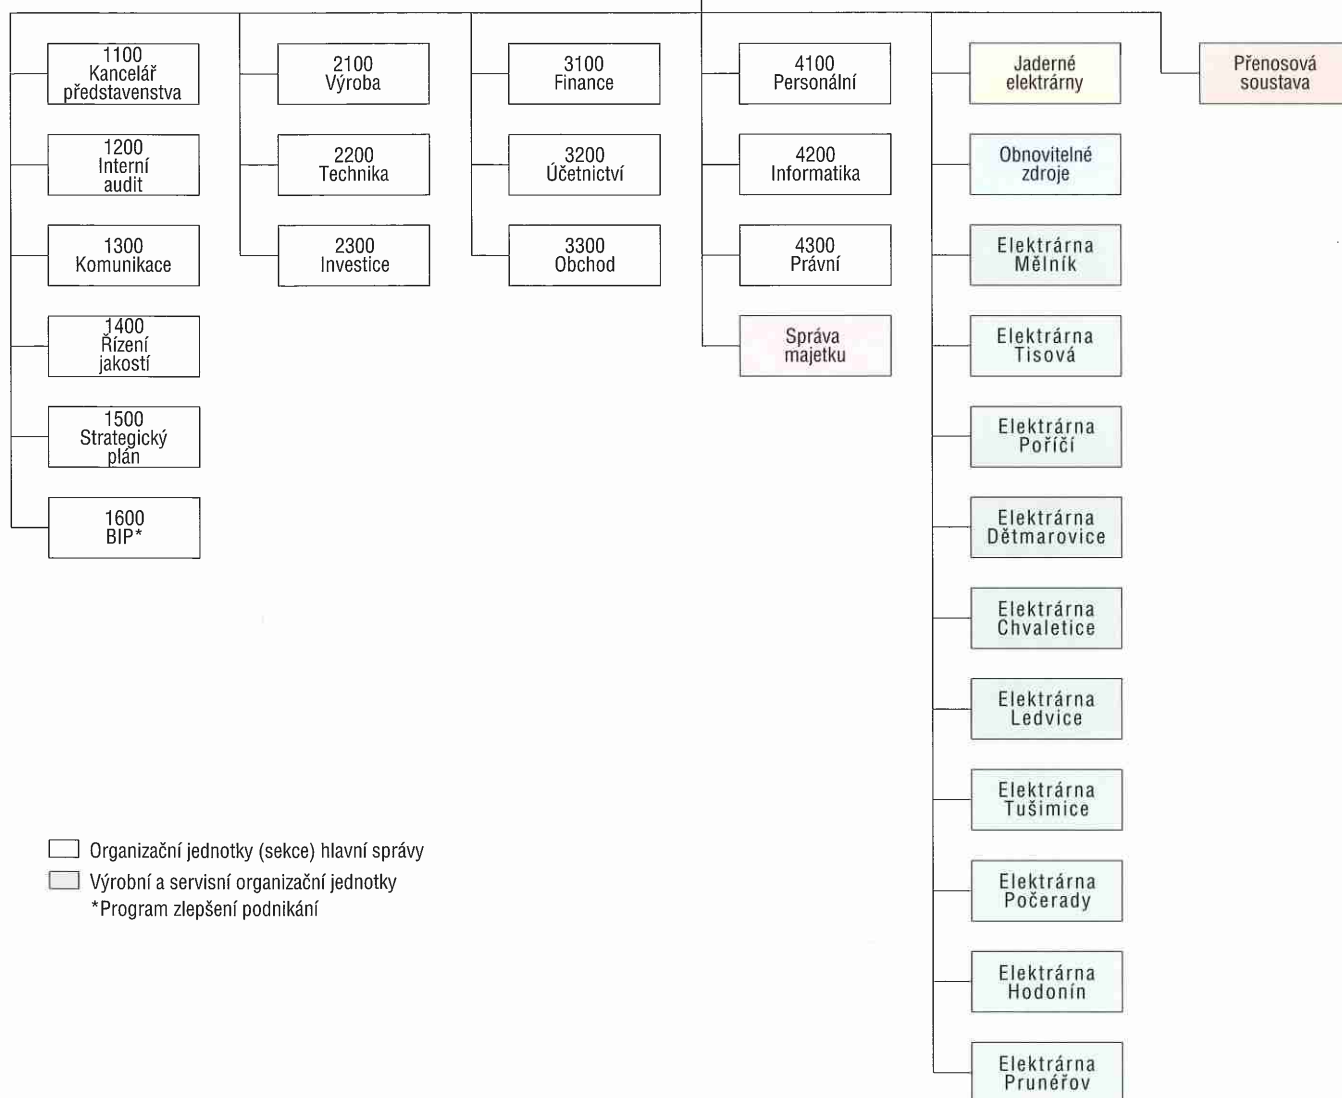 1100
Kancelář
představenstva
1200
Interní
audit
1300
Komunikace
1400
Řízení
jakostí
1500
Strategický
plán
1600
BIP*
2100
Výroba
2200
Technika
2300
Investice
3100
Finance
3200
Účetnictví
3300
Obchod
4100
Personální
4200
Informatika
4300
Právní
Správa
majetku
Jaderné
elektrárny
Obnovitelné
zdroje
Elektrárna
Mělník
Elektrárna
Tisová
Elektrárna
Poříčí
Elektrárna
Dětmarovice
Elektrárna
Chvaletice
Elektrárna
Ledvice
Elektrárna
Tušimice
Elektrárna
Počerady
Elektrárna
Hodonín
Elektrárna
Prunéřov
Přenosová
soustava
Organizační jednotky (sekce) hlavní správy
Výrobní a servisní organizační jednotky
*Program zlepšení podnikání